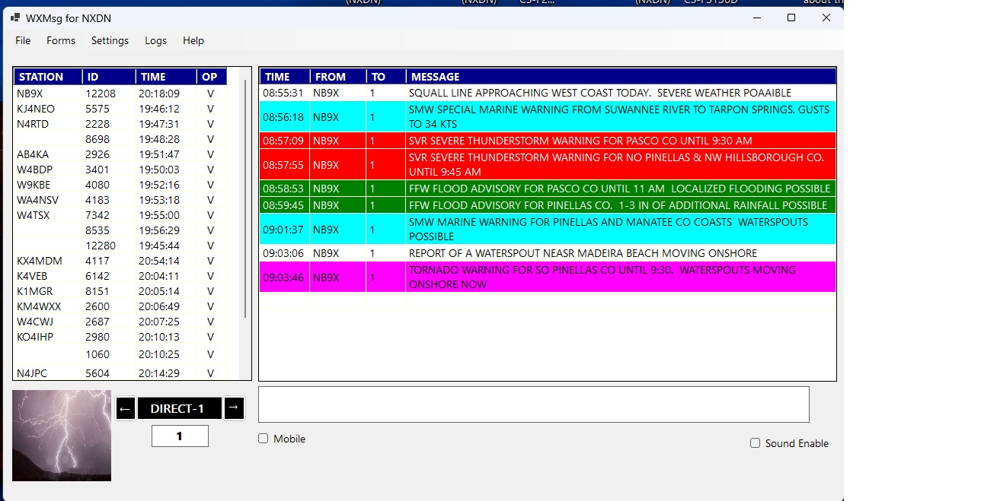 (NXDN) (NXDN) CS-F2... (NXDN) CS-F5130D about th
WXMsg for NXDN
File Forms Settings Logs Help
STATION ID TIME OP
NB9X 12208 20:18:09 V
KJ4NEO 5575 19:46:12 V
N4RTD 2228 19:47:31 V
8698 19:48:28 V
AB4KA 2926 19:51:47 V
W4BDP 3401 19:50:03 V
W9KBE 4080 19:52:16 V
WA4NSV 4183 19:53:18 V
W4TSX 7342 19:55:00 V
8535 19:56:29 V
12280 19:45:44 V
KX4MDM 4117 20:54:14 V
K4VEB 6142 20:04:11 V
K1MGR 8151 20:05:14 V
KM4WXX 2600 20:06:49 V
W4CWJ 2687 20:07:25 V
KO4IHP 2980 20:10:13 V
1060 20:10:25 V
N4JPC 5604 20:14:29 V
TIME FROM TO MESSAGE
08:55:31 NB9X 1 SQUALL LINE APPROACHING WEST COAST TODAY. SEVERE WEATHER POAAIBLE
08:56:18 NB9X 1 SMW SPECIAL MARINE WARNING FROM SUWANNEE RIVER TO TARPON SPRINGS. GUSTS
TO 34 KTS
08:57:09 NB9X 1 SVR SEVERE THUNDERSTORM WARNING FOR PASCO CO UNTIL 9:30 AM
08:57:55 NB9X 1 SVR SEVERE THUNDERSTORM WARNING FOR NO PINELLAS & NW HILLSBOROUGH CO.
UNTIL 9:45 AM
08:58:53 NB9X 1 FFW FLOOD ADVISORY FOR PASCO CO UNTIL 11 AM LOCALIZED FLOODING POSSIBLE
08:59:45 NB9X 1 FFW FLOOD ADVISORY FOR PINELLAS CO. 1-3 IN OF ADDITIONAL RAINFALL POSSIBLE
09:01:37 NB9X 1 SMW MARINE WARNING FOR PINELLAS AND MANATEE CO COASTS WATERSPOUTS
POSSIBLE
09:03:06 NB9X 1 REPORT OF A WATERSPOUT NEASR MADEIRA BEACH MOVING ONSHORE
09:03:46 NB9X 1 TORNADO WARNING FOR SO PINELLAS CO UNTIL 9:30. WATERSPOUTS MOVING
ONSHORE NOW
← DIRECT-1 →
1
Mobile
Sound Enable